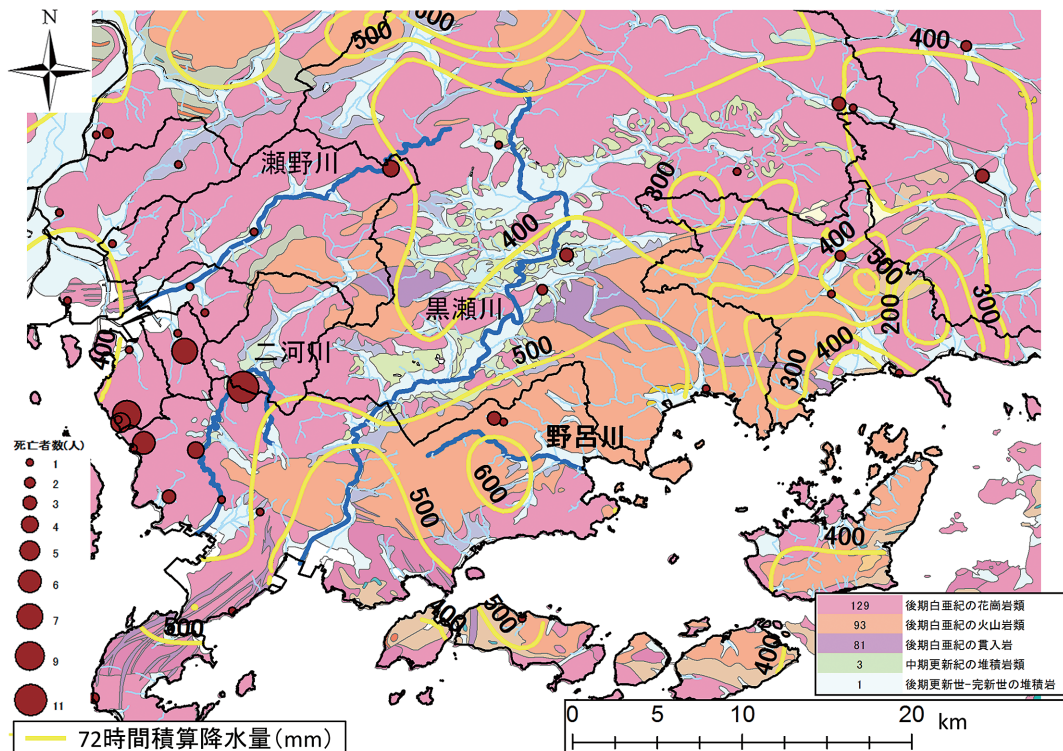 N
500
500
400
瀬野川
300
400
400
500
黒瀬川
200
300
400
二河川
500
400
300
野呂川
600
500
400
400
500
500
400
死亡者数(人)
1
2
3
4
5
6
7
9
11
129 後期白亜紀の花崗岩類
93 後期白亜紀の火山岩類
81 後期白亜紀の貫入岩
3 中期更新紀の堆積岩類
1 後期更新世-完新世の堆積岩
0 5 10 20 km
72時間積算降水量(mm)